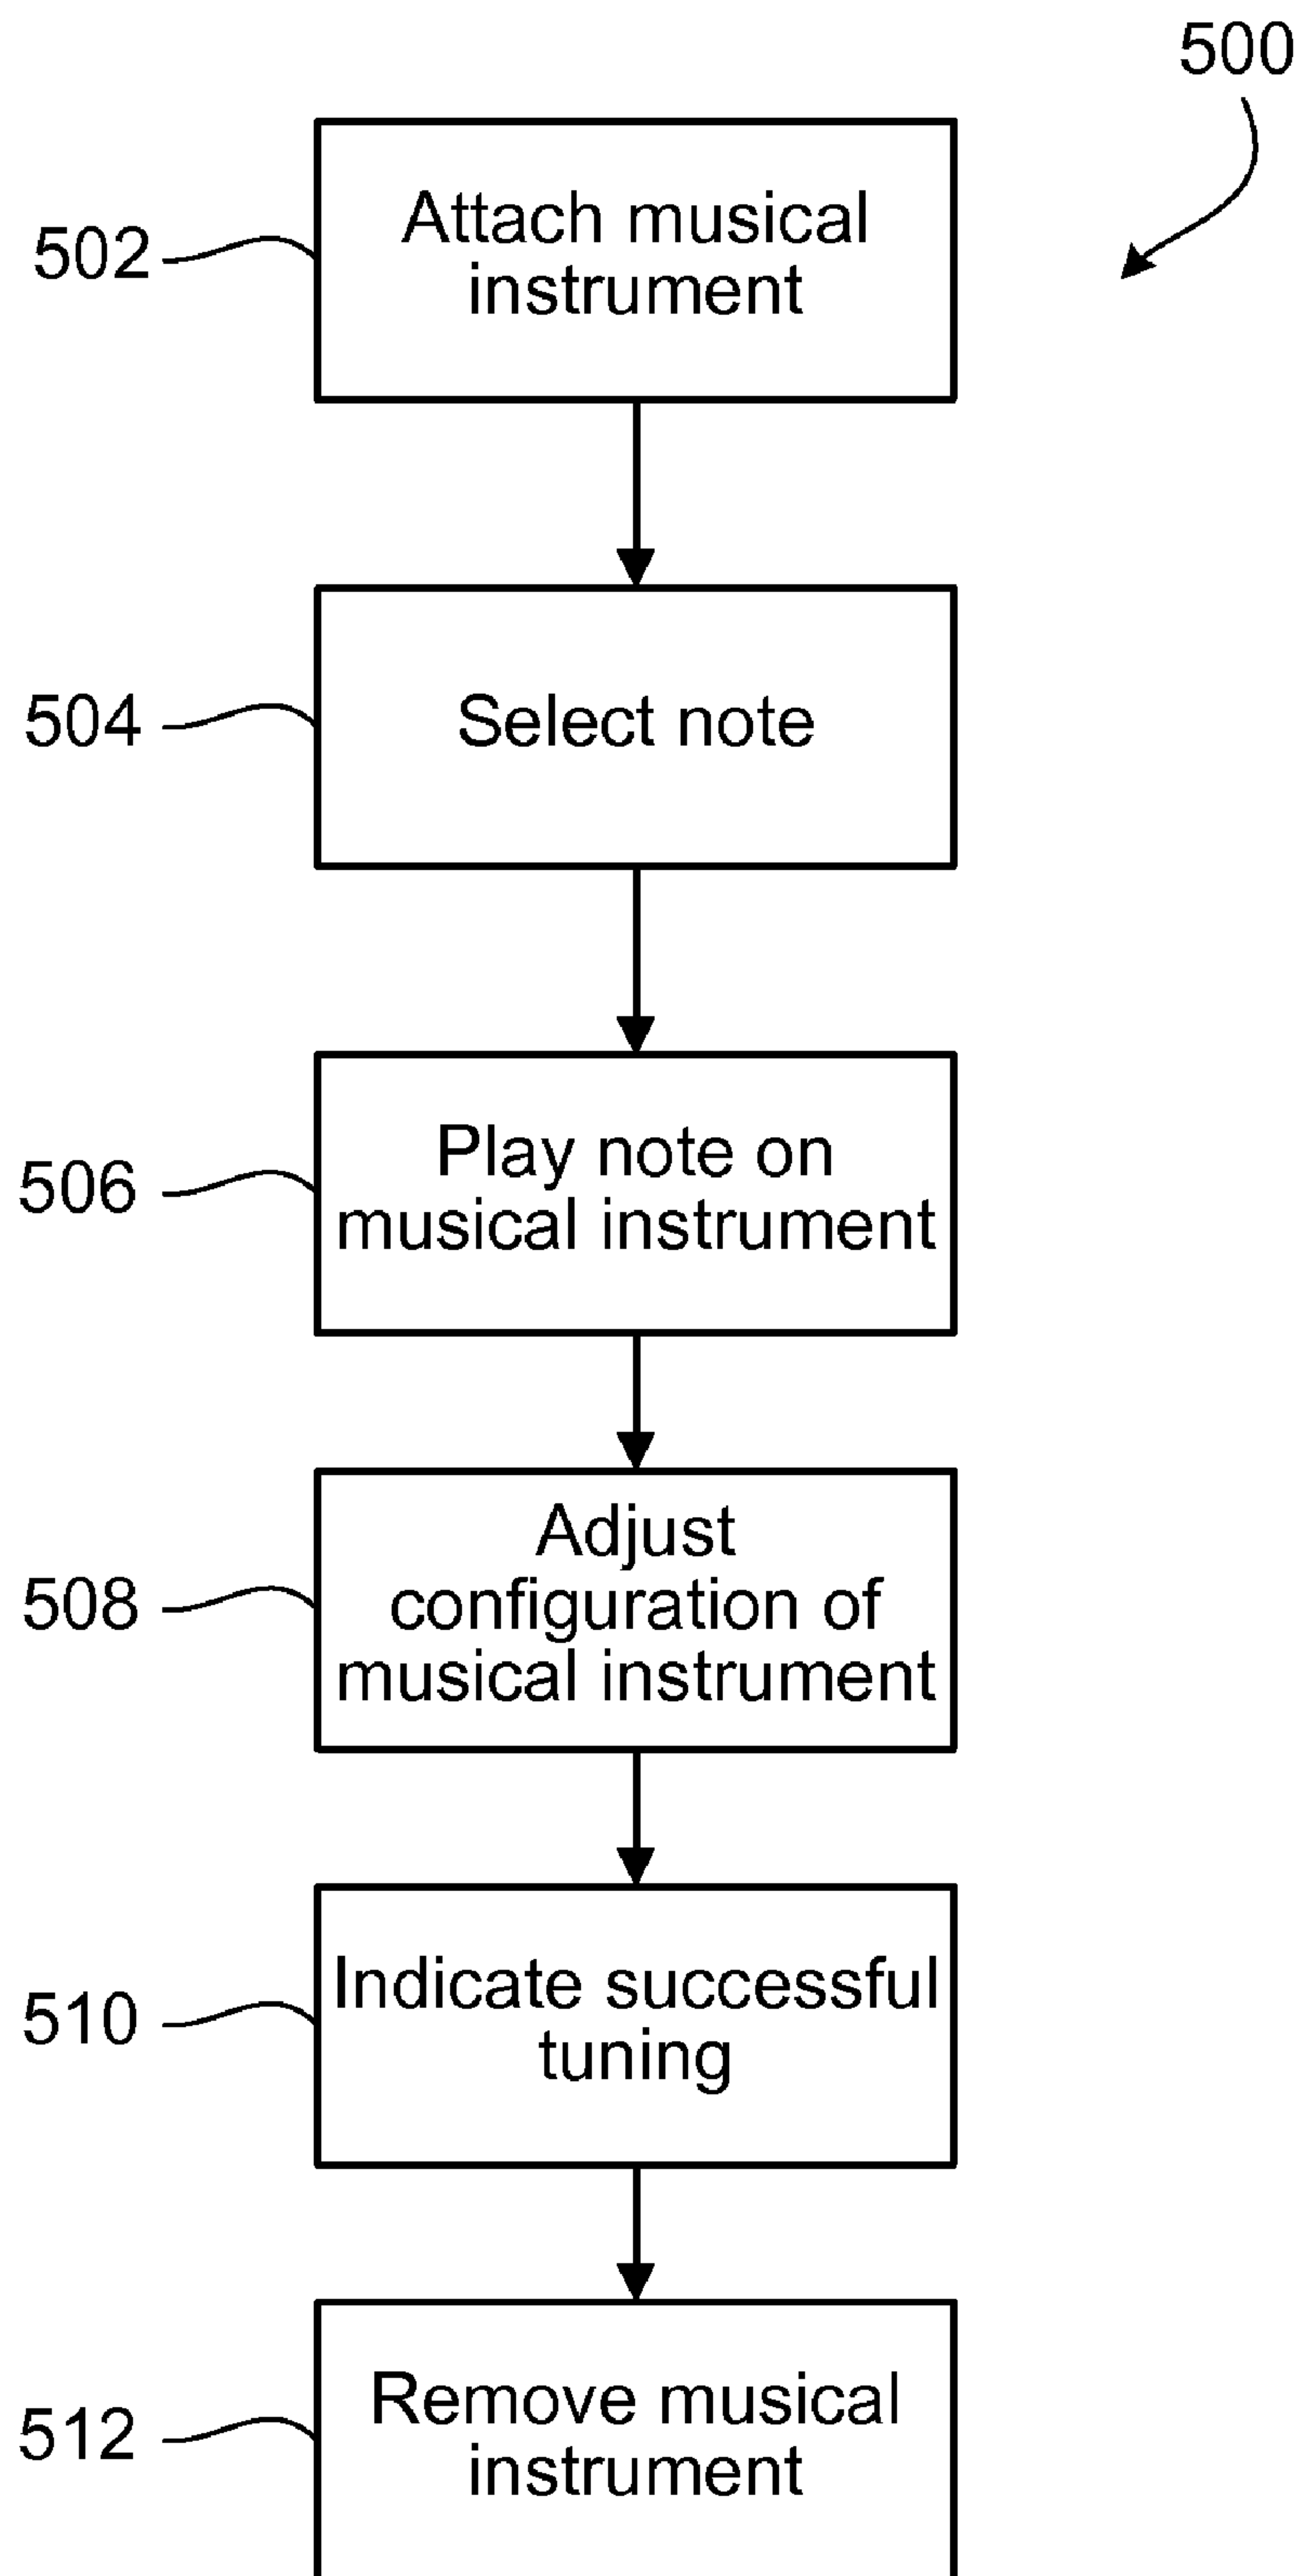 500
502
Attach musical
instrument
504
Select note
506
Play note on
musical instrument
508
Adjust
configuration of
musical instrument
510
Indicate successful
tuning
512
Remove musical
instrument